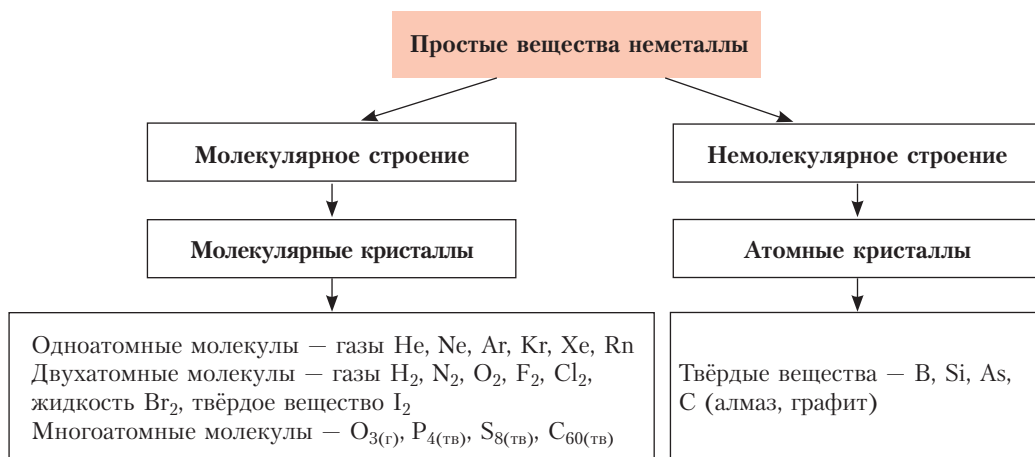 Простые вещества неметаллы
Молекулярное строение
Немолекулярное строение
Молекулярные кристаллы
Атомные кристаллы
Одноатомные молекулы — газы He, Ne, Ar, Kr, Xe, Rn
Двухатомные молекулы — газы H₂, N₂, O₂, F₂, Cl₂,
жидкость Br₂, твёрдое вещество I₂
Многоатомные молекулы — O₃₍г₎, P₄₍тв₎, S₈₍тв₎, C₆₀₍тв₎
Твёрдые вещества — B, Si, As,
C (алмаз, графит)